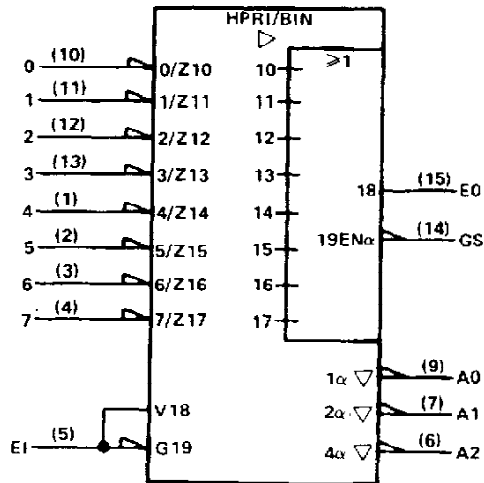 HPRI/BIN
▷
≥1
0 (10) 0/Z10 10
1 (11) 1/Z11 11
2 (12) 2/Z12 12
3 (13) 3/Z13 13
18 (15) E0
4 (1) 4/Z14 14
19ENα (14) GS
5 (2) 5/Z15 15
6 (3) 6/Z16 16
7 (4) 7/Z17 17
1α ▽ (9) A0
V18
2α ▽ (7) A1
EI (5) G19
4α ▽ (6) A2